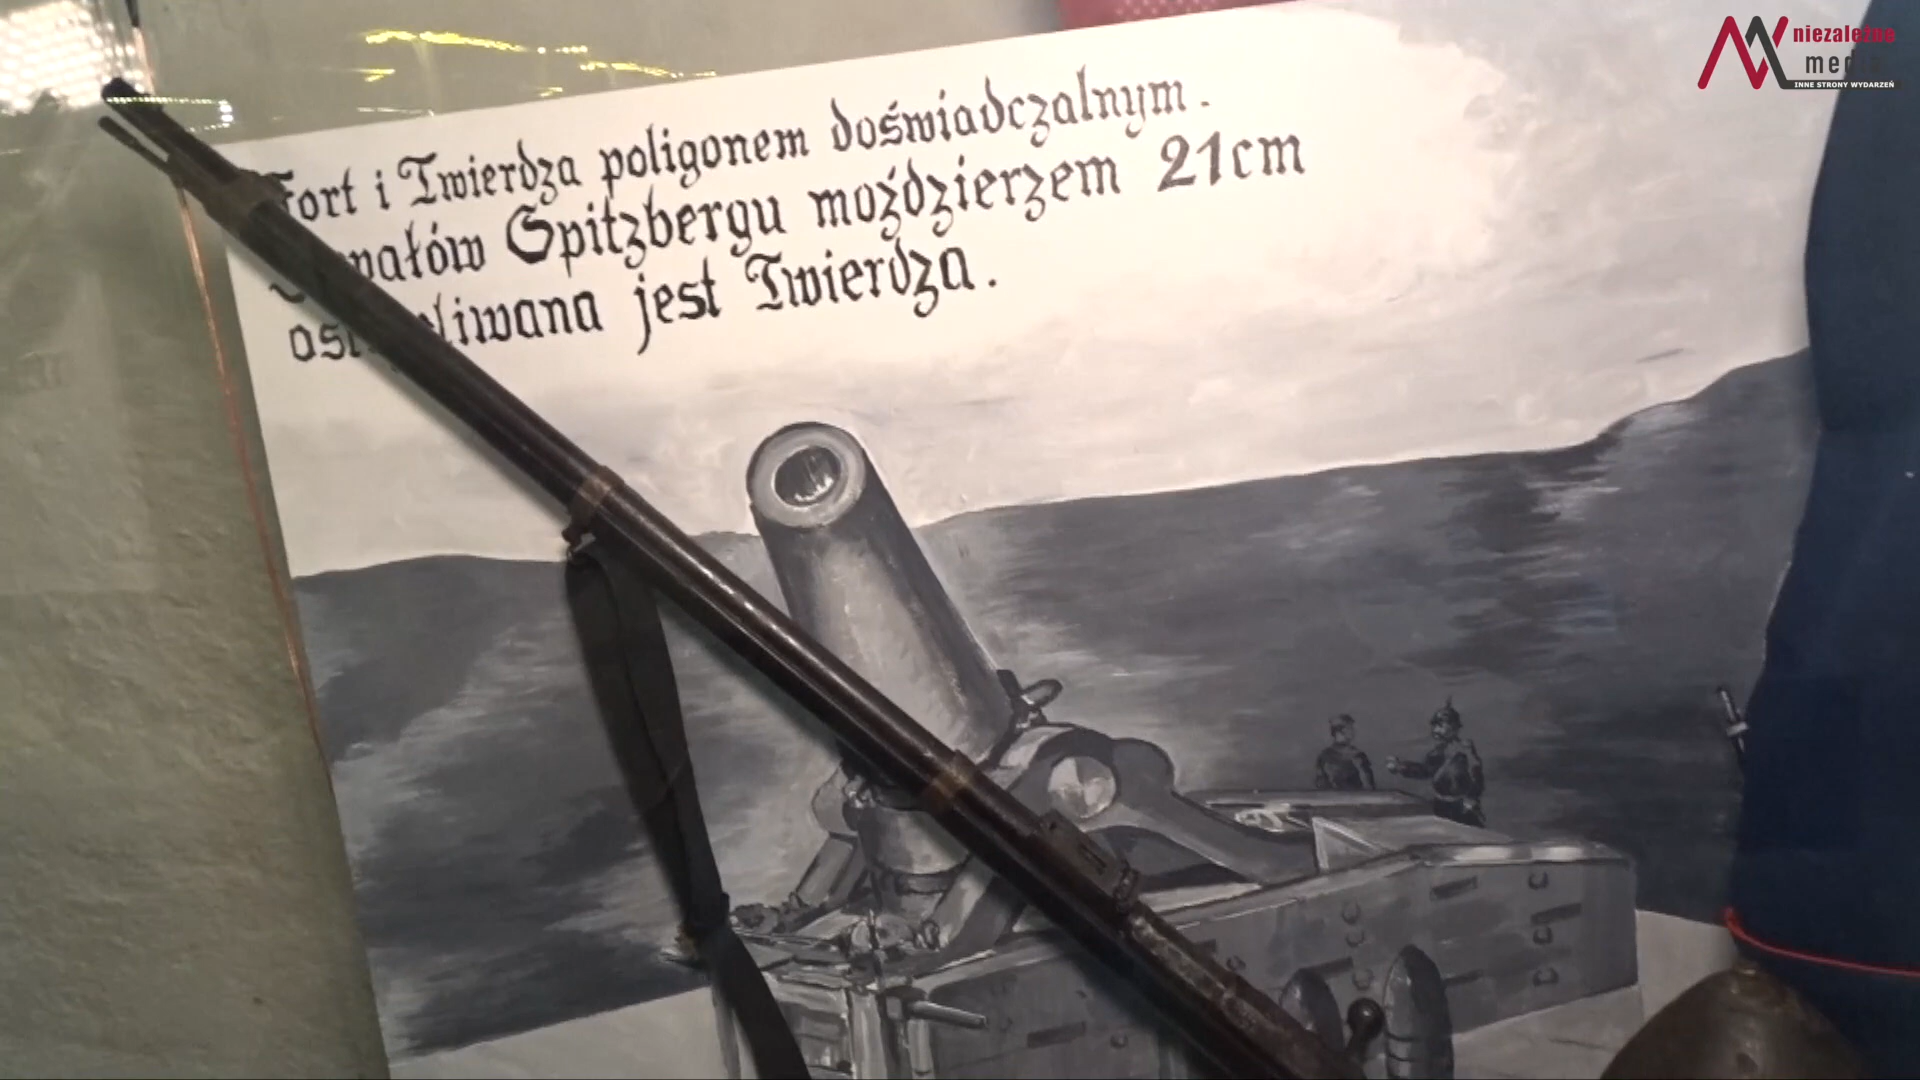 Fort i Twierdza poligonem doświadczalnym.
Spitzbergu moździerzem 21cm
jest Twierdza.
niezależne
media
INNE STRONY WYDARZEŃ